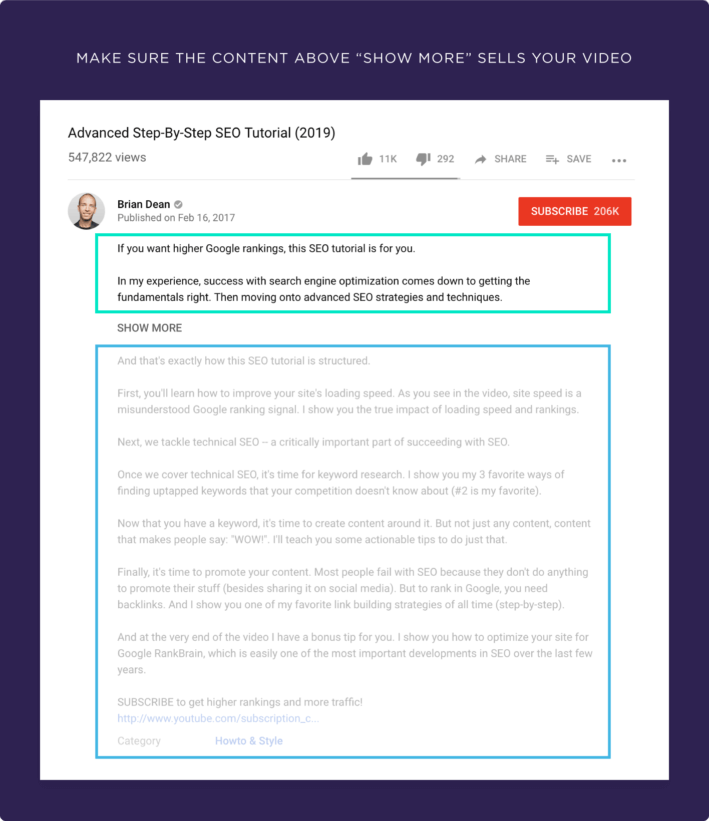 MAKE SURE THE CONTENT ABOVE “SHOW MORE” SELLS YOUR VIDEO
Advanced Step-By-Step SEO Tutorial (2019)
547,822 views
11K
292
SHARE
SAVE
Brian Dean
Published on Feb 16, 2017
SUBSCRIBE 206K
If you want higher Google rankings, this SEO tutorial is for you.
In my experience, success with search engine optimization comes down to getting the
fundamentals right. Then moving onto advanced SEO strategies and techniques.
SHOW MORE
And that's exactly how this SEO tutorial is structured.
First, you'll learn how to improve your site's loading speed. As you see in the video, site speed is a
misunderstood Google ranking signal. I show you the true impact of loading speed and rankings.
Next, we tackle technical SEO – a critically important part of succeeding with SEO.
Once we cover technical SEO, it's time for keyword research. I show you my 3 favorite ways of
finding uptapped keywords that your competition doesn't know about (#2 is my favorite).
Now that you have a keyword, it's time to create content around it. But not just any content, content
that makes people say: "WOW!". I'll teach you some actionable tips to do just that.
Finally, it's time to promote your content. Most people fail with SEO because they don't do anything
to promote their stuff (besides sharing it on social media). But to rank in Google, you need
backlinks. And I show you one of my favorite link building strategies of all time (step-by-step).
And at the very end of the video I have a bonus tip for you. I show you how to optimize your site for
Google RankBrain, which is easily one of the most important developments in SEO over the last few
years.
SUBSCRIBE to get higher rankings and more traffic!
http://www.youtube.com/subscription_c...
Category Howto & Style